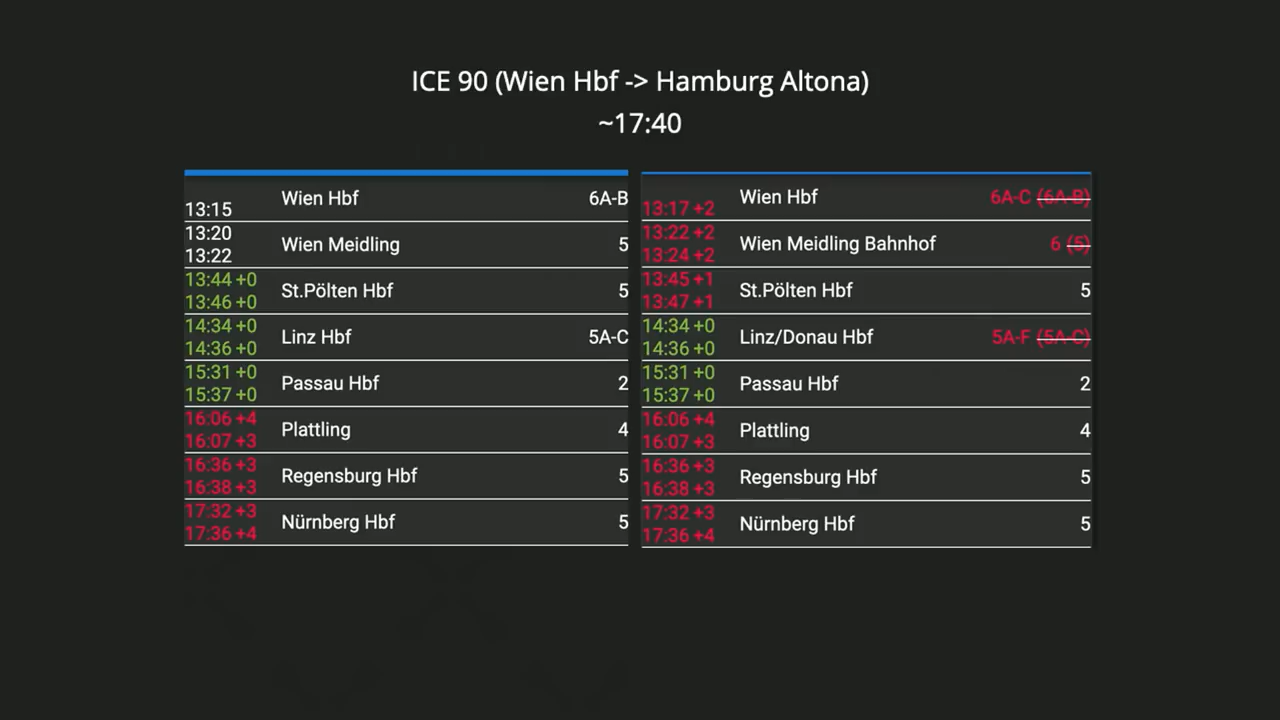 ICE 90 (Wien Hbf -> Hamburg Altona)
~17:40
Wien Hbf 6A-B
13:15
13:20
Wien Meidling 5
13:22
13:44 +0
St.Pölten Hbf 5
13:46 +0
14:34 +0
Linz Hbf 5A-C
14:36 +0
15:31 +0
Passau Hbf 2
15:37 +0
16:06 +4
Plattling 4
16:07 +3
16:36 +3
Regensburg Hbf 5
16:38 +3
17:32 +3
Nürnberg Hbf 5
17:36 +4
Wien Hbf 6A-C (6A-B)
13:17 +2
13:22 +2
Wien Meidling Bahnhof 6 (5)
13:24 +2
13:45 +1
St.Pölten Hbf 5
13:47 +1
14:34 +0
Linz/Donau Hbf 5A-F (5A-C)
14:36 +0
15:31 +0
Passau Hbf 2
15:37 +0
16:06 +4
Plattling 4
16:07 +3
16:36 +3
Regensburg Hbf 5
16:38 +3
17:32 +3
Nürnberg Hbf 5
17:36 +4